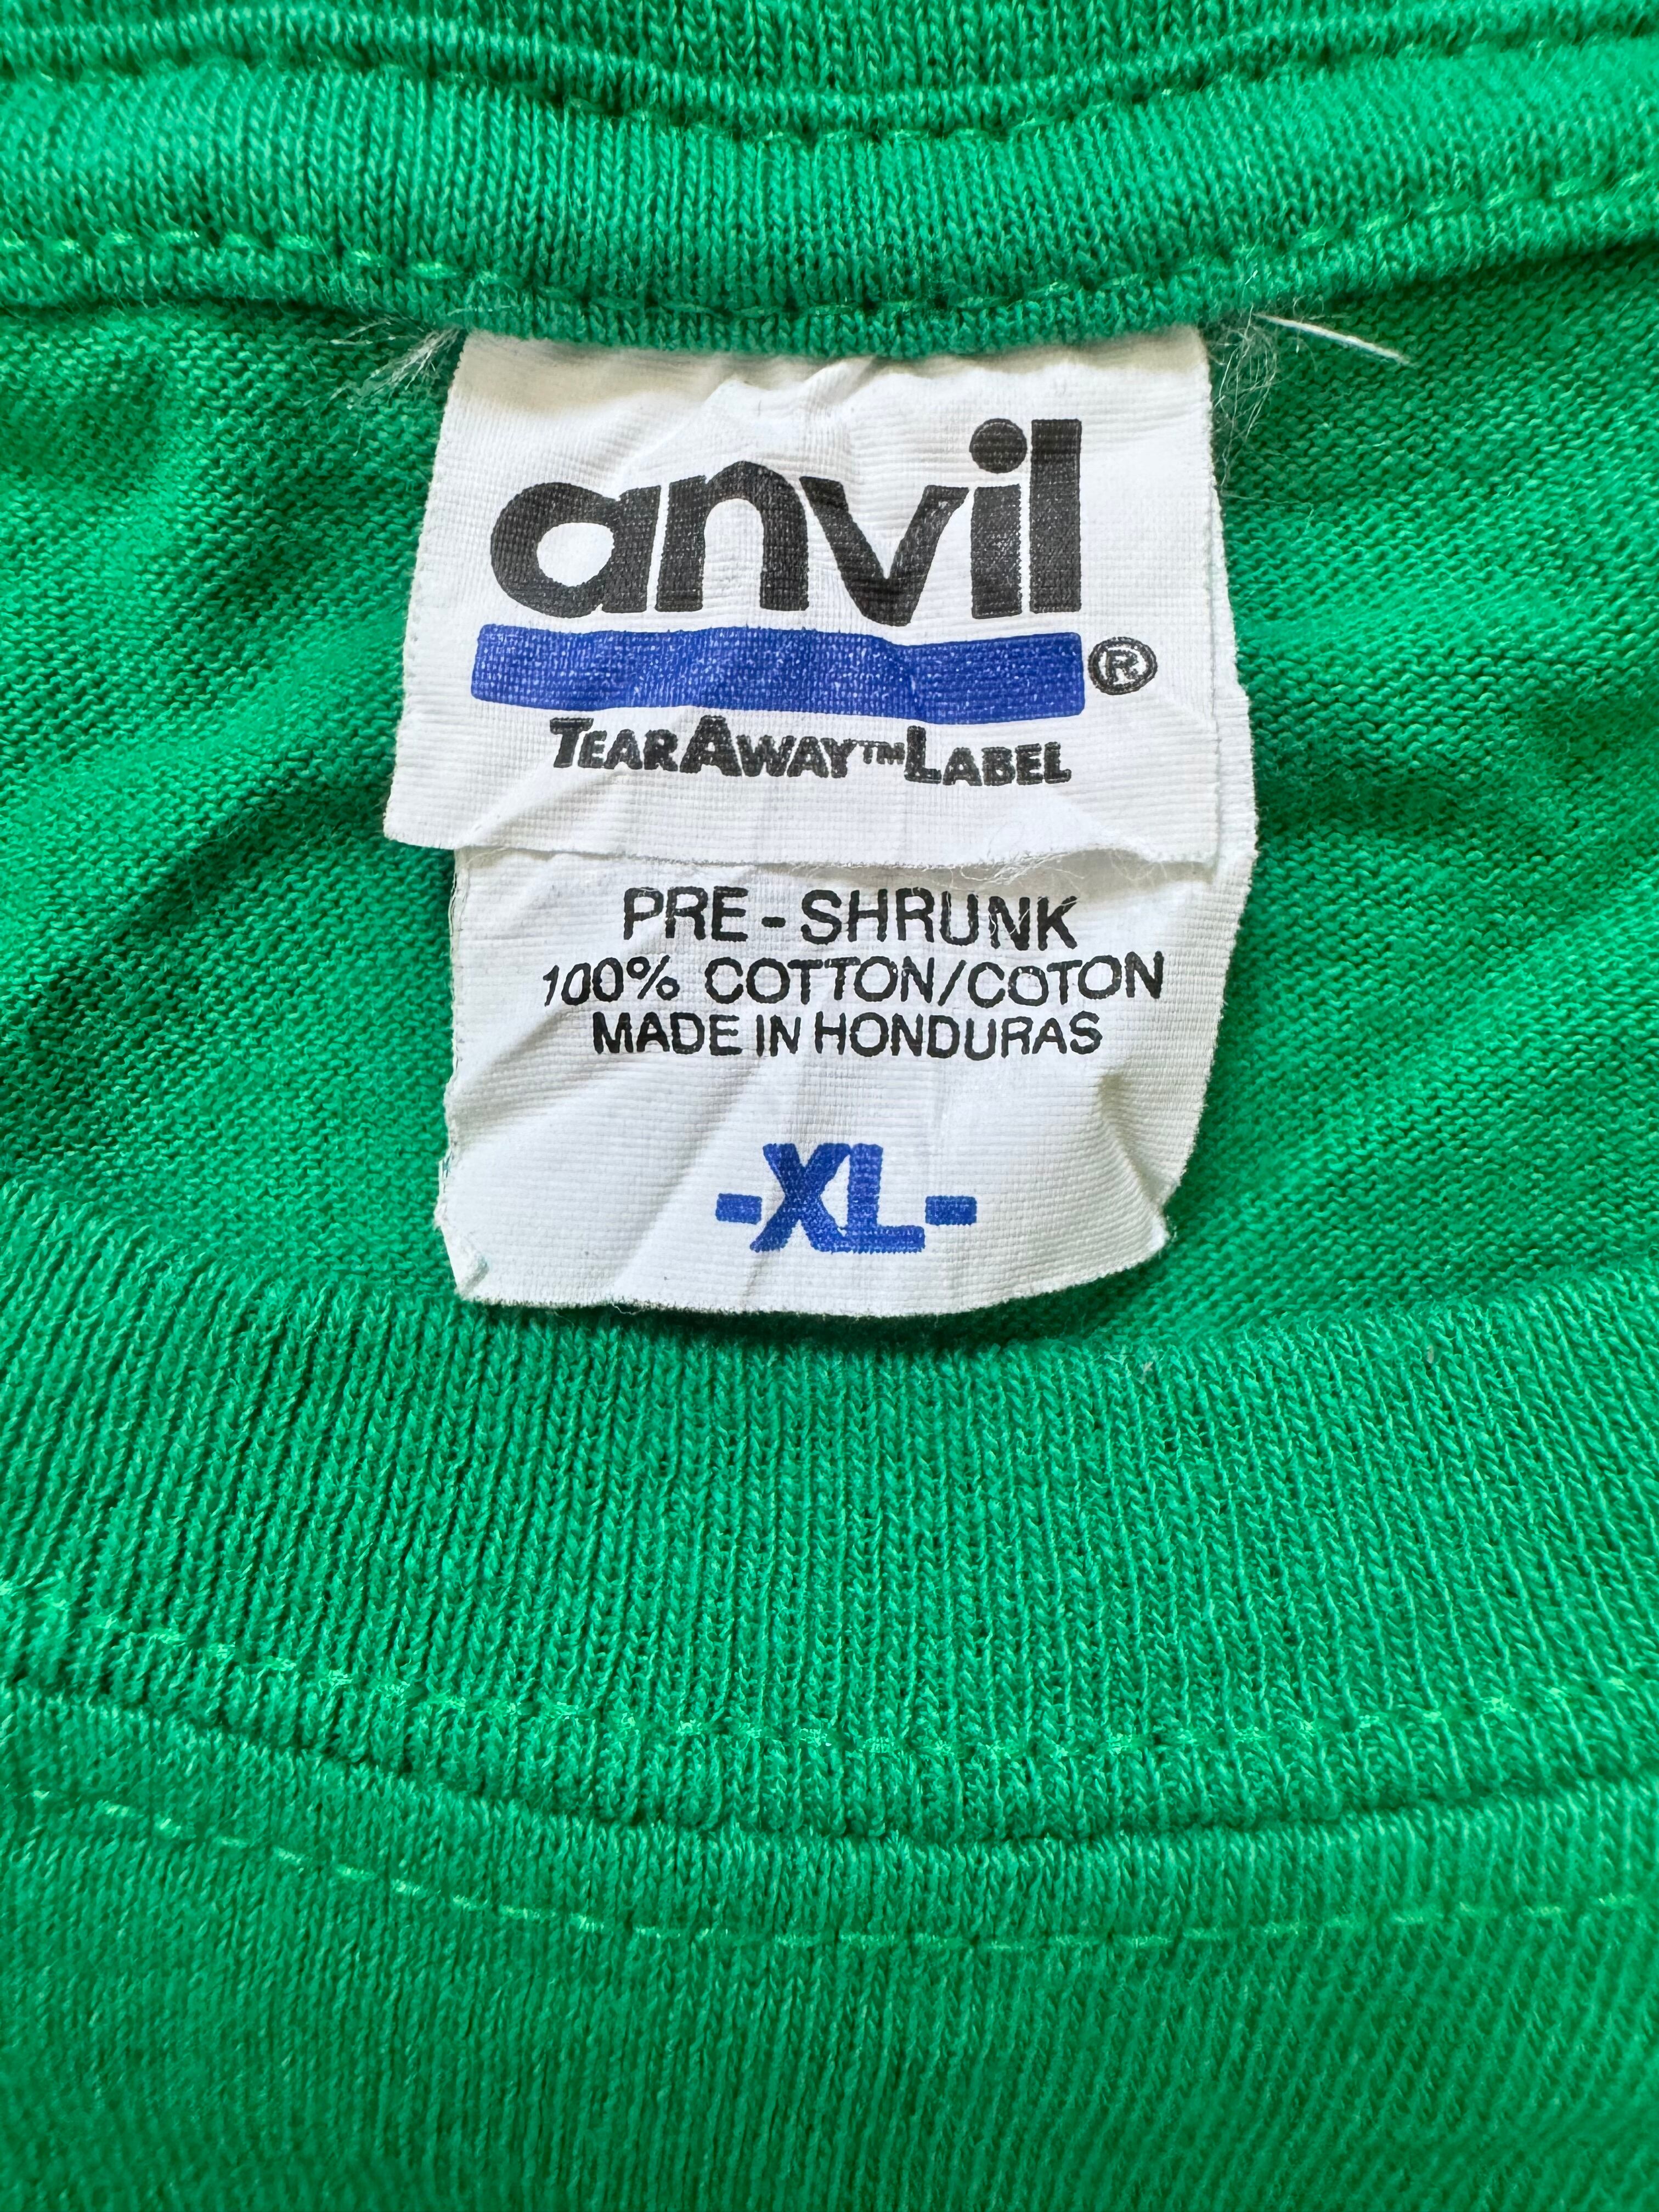 anvil
®
TEARAWAY™LABEL
PRE-SHRUNK
100% COTTON/COTON
MADE IN HONDURAS
-XL-